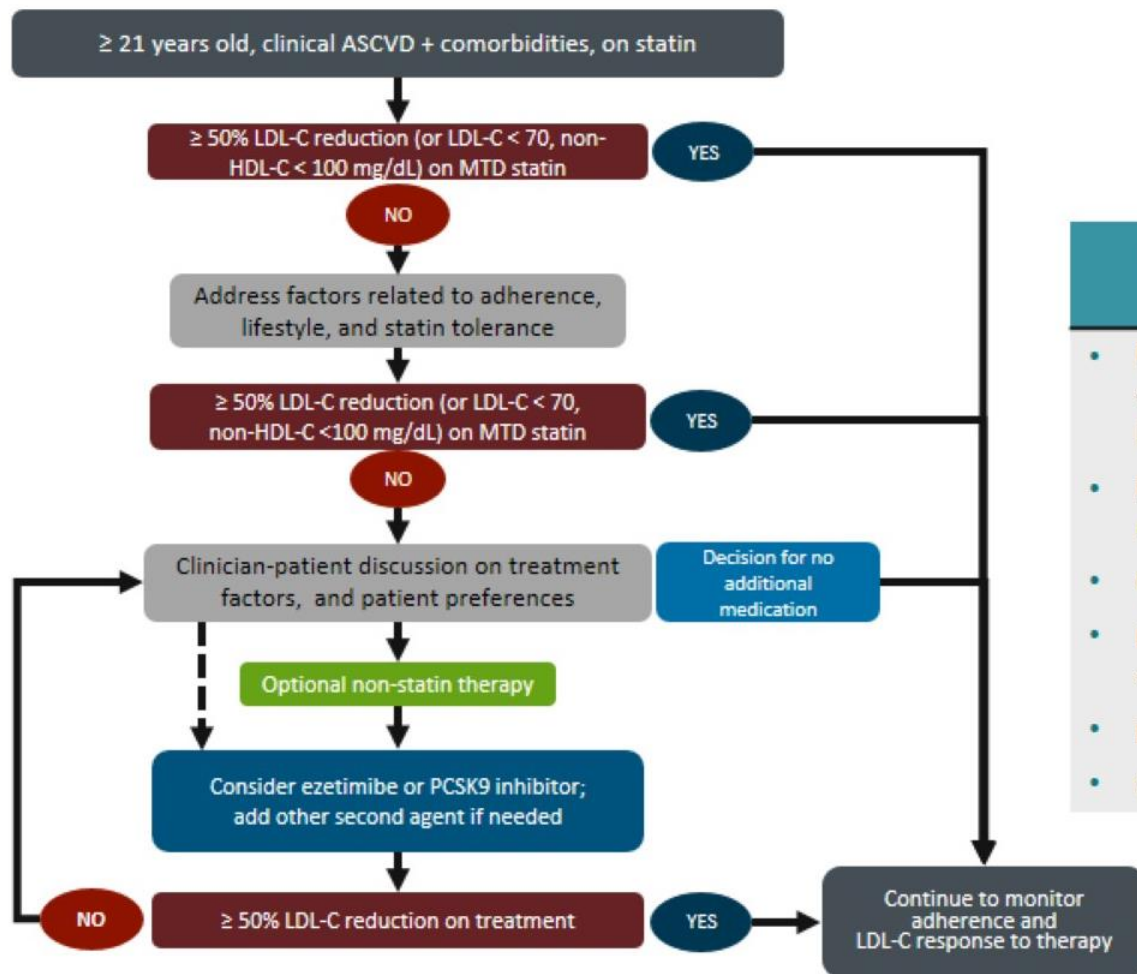 ≥ 21 years old, clinical ASCVD + comorbidities, on statin
≥ 50% LDL-C reduction (or LDL-C < 70, non-
HDL-C < 100 mg/dL) on MTD statin
YES
NO
Address factors related to adherence,
lifestyle, and statin tolerance
≥ 50% LDL-C reduction (or LDL-C < 70,
non-HDL-C <100 mg/dL) on MTD statin
YES
NO
Clinician-patient discussion on treatment
factors, and patient preferences
Decision for no
additional
medication
Optional non-statin therapy
Consider ezetimibe or PCSK9 inhibitor;
add other second agent if needed
NO
≥ 50% LDL-C reduction on treatment
YES
Continue to monitor
adherence and
LDL-C response to therapy